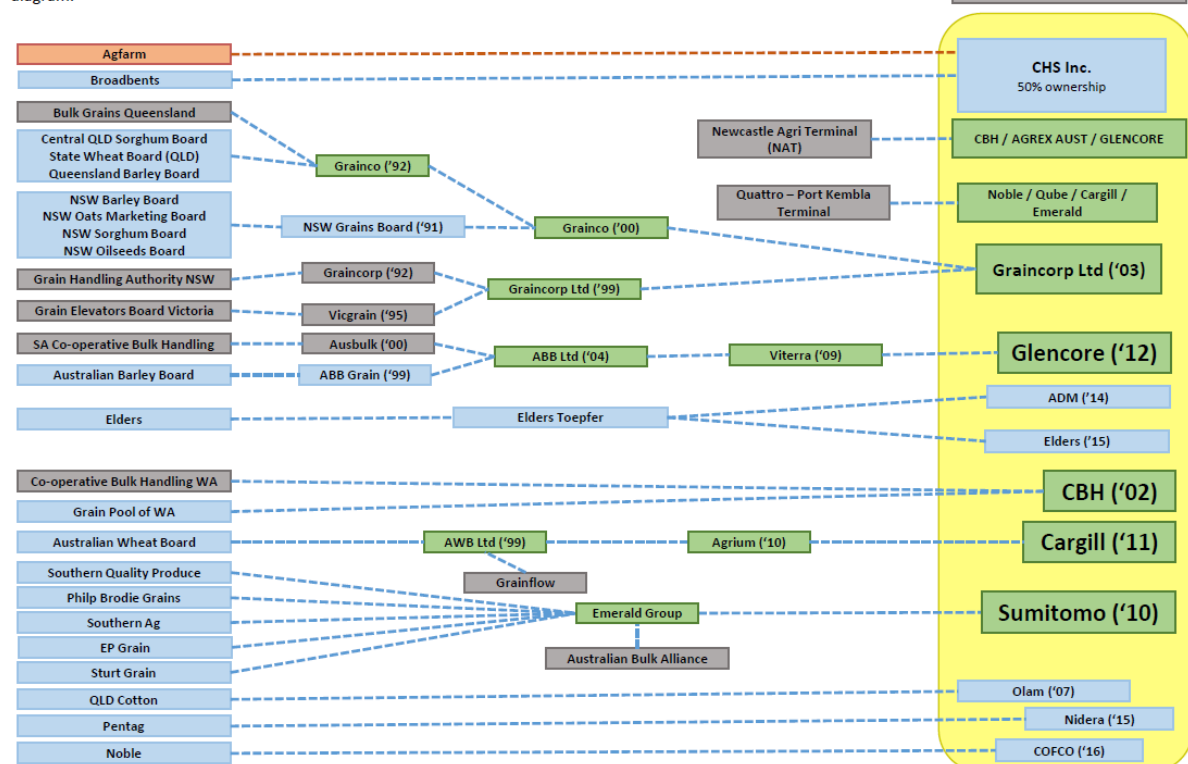 diagram.
Agfarm
Broadbents
CHS Inc.
50% ownership
Bulk Grains Queensland
Central QLD Sorghum Board
State Wheat Board (QLD)
Queensland Barley Board
Grainco ('92)
Newcastle Agri Terminal
(NAT)
CBH / AGREX AUST / GLENCORE
NSW Barley Board
NSW Oats Marketing Board
NSW Sorghum Board
NSW Oilseeds Board
NSW Grains Board ('91)
Grainco ('00)
Quattro – Port Kembla
Terminal
Noble / Qube / Cargill /
Emerald
Grain Handling Authority NSW
Graincorp ('92)
Graincorp Ltd ('99)
Graincorp Ltd ('03)
Grain Elevators Board Victoria
Vicgrain ('95)
SA Co-operative Bulk Handling
Ausbulk ('00)
ABB Ltd ('04)
Viterra ('09)
Glencore ('12)
Australian Barley Board
ABB Grain ('99)
Elders
Elders Toepfer
ADM ('14)
Elders ('15)
Co-operative Bulk Handling WA
CBH ('02)
Grain Pool of WA
Australian Wheat Board
AWB Ltd ('99)
Agrium ('10)
Cargill ('11)
Grainflow
Southern Quality Produce
Philp Brodie Grains
Southern Ag
EP Grain
Sturt Grain
Emerald Group
Sumitomo ('10)
Australian Bulk Alliance
QLD Cotton
Olam ('07)
Pentag
Nidera ('15)
Noble
COFCO ('16)